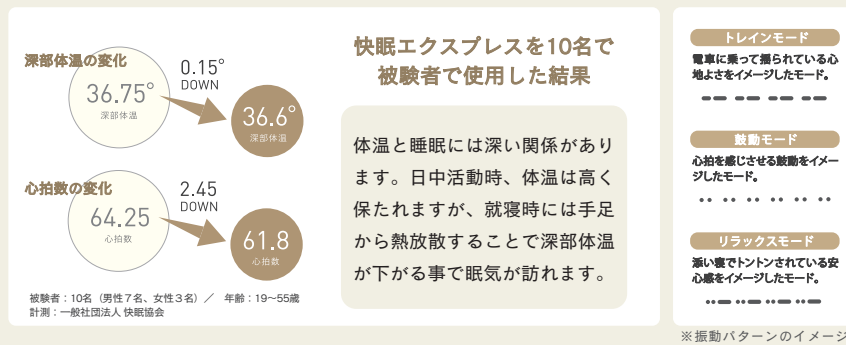 深部体温の変化
36.75°
深部体温
0.15°
DOWN
36.6°
深部体温
心拍数の変化
64.25
心拍数
2.45
DOWN
61.8
心拍数
被験者：10名（男性７名、女性３名）／　年齢：19〜55歳
計測：一般社団法人 快眠協会
快眠エクスプレスを10名で
被験者で使用した結果
体温と睡眠には深い関係があり
ます。日中活動時、体温は高く
保たれますが、就寝時には手足
から熱放散することで深部体温
が下がる事で眠気が訪れます。
トレインモード
電車に乗って揺られている心
地よさをイメージしたモード。
鼓動モード
心拍を感じさせる鼓動をイメー
ジしたモード。
リラックスモード
添い寝でトントンされている安
心感をイメージしたモード。
※振動パターンのイメージ